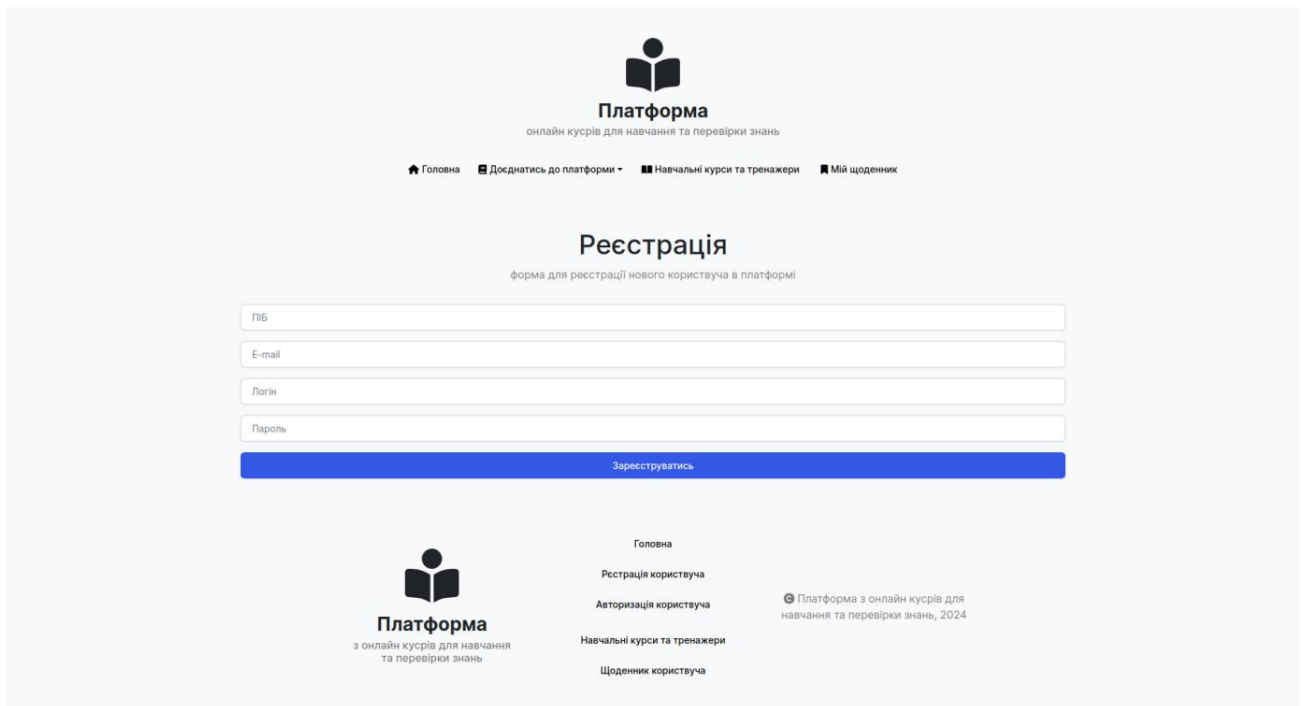 Платформа
онлайн кусрів для навчання та перевірки знань
Головна Доєднатись до платформи Навчальні курси та тренажери Мій щоденник
Реєстрація
форма для реєстрації нового користвуча в платформі
ПІБ
E-mail
Логін
Пароль
Зареєструватись
Платформа
з онлайн кусрів для навчання
та перевірки знань
Головна
Рєстрація користвуча
Авторизація користвуча
Навчальні курси та тренажери
Щоденник користвуча
Платформа з онлайн кусрів для
навчання та перевірки знань, 2024